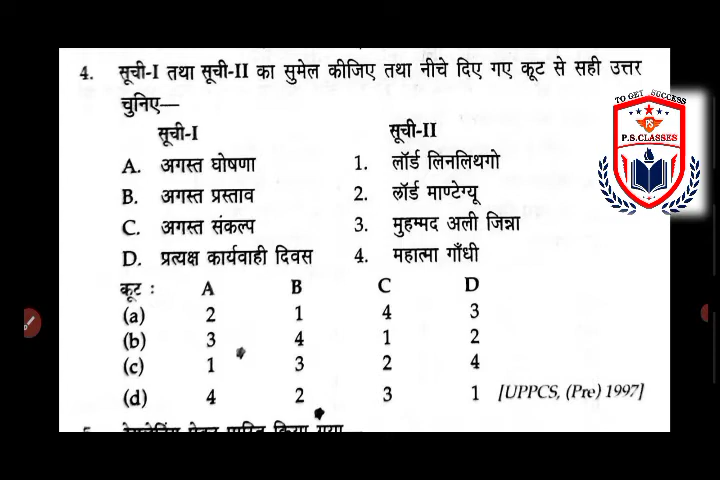 4. सूची-I तथा सूची-II का सुमेल कीजिए तथा नीचे दिए गए कूट से सही उत्तर
चुनिए—
सूची-I सूची-II
A. अगस्त घोषणा 1. लॉर्ड लिनलिथगो
B. अगस्त प्रस्ताव 2. लॉर्ड माण्टेग्यू
C. अगस्त संकल्प 3. मुहम्मद अली जिन्ना
D. प्रत्यक्ष कार्यवाही दिवस 4. महात्मा गाँधी
कूट : A B C D
(a) 2 1 4 3
(b) 3 4 1 2
(c) 1 3 2 4
(d) 4 2 3 1 [UPPCS, (Pre) 1997]
TO GET SUCCESS
PS
P.S.CLASSES